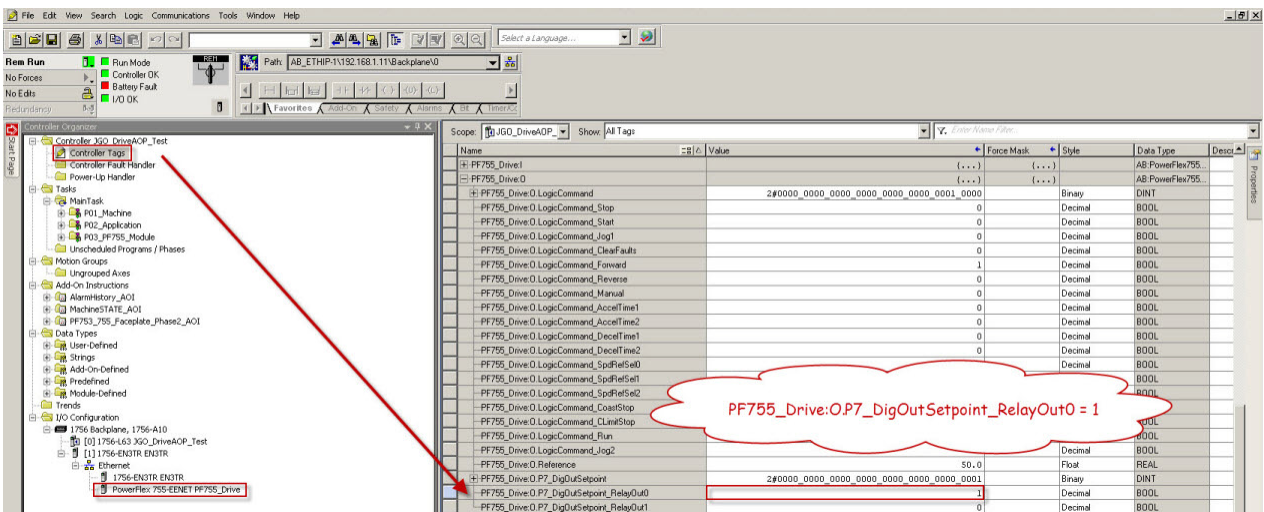 File Edit View Search Logic Communications Tools Window Help
Select a Language...
Rem Run
Run Mode
REM
Path: AB_ETHIP-1\192.168.1.11\Backplane\0
No Forces
Controller OK
Battery Fault
No Edits
I/O OK
Redundancy
Favorites Add-On Safety Alarms Bit Timer/Cc
Start Page
Controller Organizer
Controller JGO_DriveAOP_Test
Controller Tags
Controller Fault Handler
Power-Up Handler
Tasks
MainTask
P01_Machine
P02_Application
P03_PF755_Module
Unscheduled Programs / Phases
Motion Groups
Ungrouped Axes
Add-On Instructions
AlarmHistory_AOI
MachineSTATE_AOI
PF753_755_Faceplate_Phase2_AOI
Data Types
User-Defined
Strings
Add-On-Defined
Predefined
Module-Defined
Trends
I/O Configuration
1756 Backplane, 1756-A10
[0] 1756-L63 JGO_DriveAOP_Test
[1] 1756-EN3TR EN3TR
Ethernet
1756-EN3TR EN3TR
PowerFlex 755-EENET PF755_Drive
Scope: JGO_DriveAOP_ Show: All Tags Enter Name Filter...
Name Value Force Mask Style Data Type Descr
PF755_Drive:I {...} {...} AB:PowerFlex755...
PF755_Drive:O {...} {...} AB:PowerFlex755...
PF755_Drive:O.LogicCommand 2#0000_0000_0000_0000_0000_0000_0001_0000 Binary DINT
PF755_Drive:O.LogicCommand_Stop 0 Decimal BOOL
PF755_Drive:O.LogicCommand_Start 0 Decimal BOOL
PF755_Drive:O.LogicCommand_Jog1 0 Decimal BOOL
PF755_Drive:O.LogicCommand_ClearFaults 0 Decimal BOOL
PF755_Drive:O.LogicCommand_Forward 1 Decimal BOOL
PF755_Drive:O.LogicCommand_Reverse 0 Decimal BOOL
PF755_Drive:O.LogicCommand_Manual 0 Decimal BOOL
PF755_Drive:O.LogicCommand_AccelTime1 0 Decimal BOOL
PF755_Drive:O.LogicCommand_AccelTime2 0 Decimal BOOL
PF755_Drive:O.LogicCommand_DecelTime1 0 Decimal BOOL
PF755_Drive:O.LogicCommand_DecelTime2 0 Decimal BOOL
PF755_Drive:O.LogicCommand_SpdRefSel0 Decimal BOOL
PF755_Drive:O.LogicCommand_SpdRefSel1 BOOL
PF755_Drive:O.LogicCommand_SpdRefSel2 BOOL
PF755_Drive:O.LogicCommand_CoastStop
PF755_Drive:O.P7_DigOutSetpoint_RelayOut0 = 1
PF755_Drive:O.LogicCommand_CLimitStop
PF755_Drive:O.LogicCommand_Run BOOL
PF755_Drive:O.LogicCommand_Jog2 Decimal BOOL
PF755_Drive:O.Reference 50.0 Float REAL
PF755_Drive:O.P7_DigOutSetpoint 2#0000_0000_0000_0000_0000_0000_0000_0001 Binary DINT
PF755_Drive:O.P7_DigOutSetpoint_RelayOut0 1 Decimal BOOL
PF755_Drive:O.P7_DigOutSetpoint_RelayOut1 0 Decimal BOOL
Properties